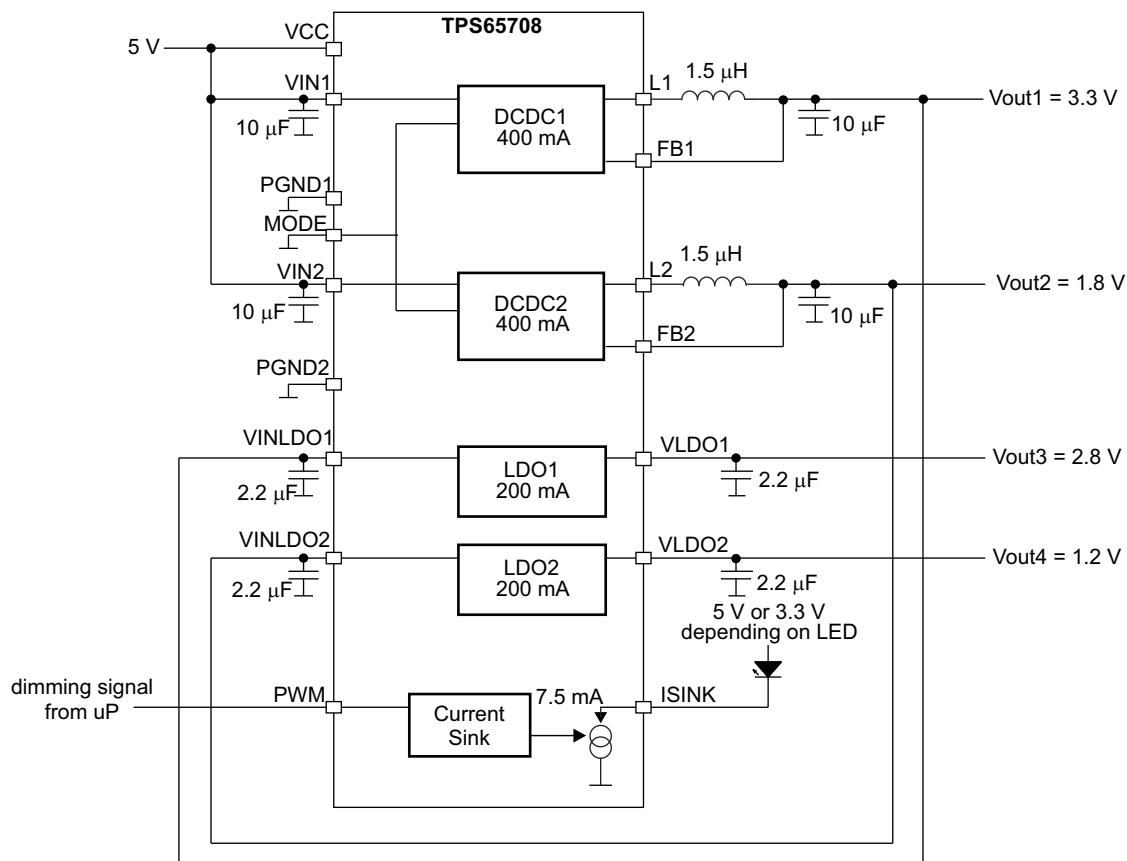 TPS65708
VCC
5 V
VIN1
L1
1.5 μH
Vout1 = 3.3 V
10 μF
DCDC1
400 mA
10 μF
FB1
PGND1
MODE
VIN2
L2
1.5 μH
Vout2 = 1.8 V
10 μF
DCDC2
400 mA
10 μF
FB2
PGND2
VINLDO1
VLDO1
Vout3 = 2.8 V
2.2 μF
LDO1
200 mA
2.2 μF
VINLDO2
VLDO2
Vout4 = 1.2 V
2.2 μF
LDO2
200 mA
2.2 μF
5 V or 3.3 V
depending on LED
dimming signal
from uP
PWM
Current
Sink
7.5 mA
ISINK